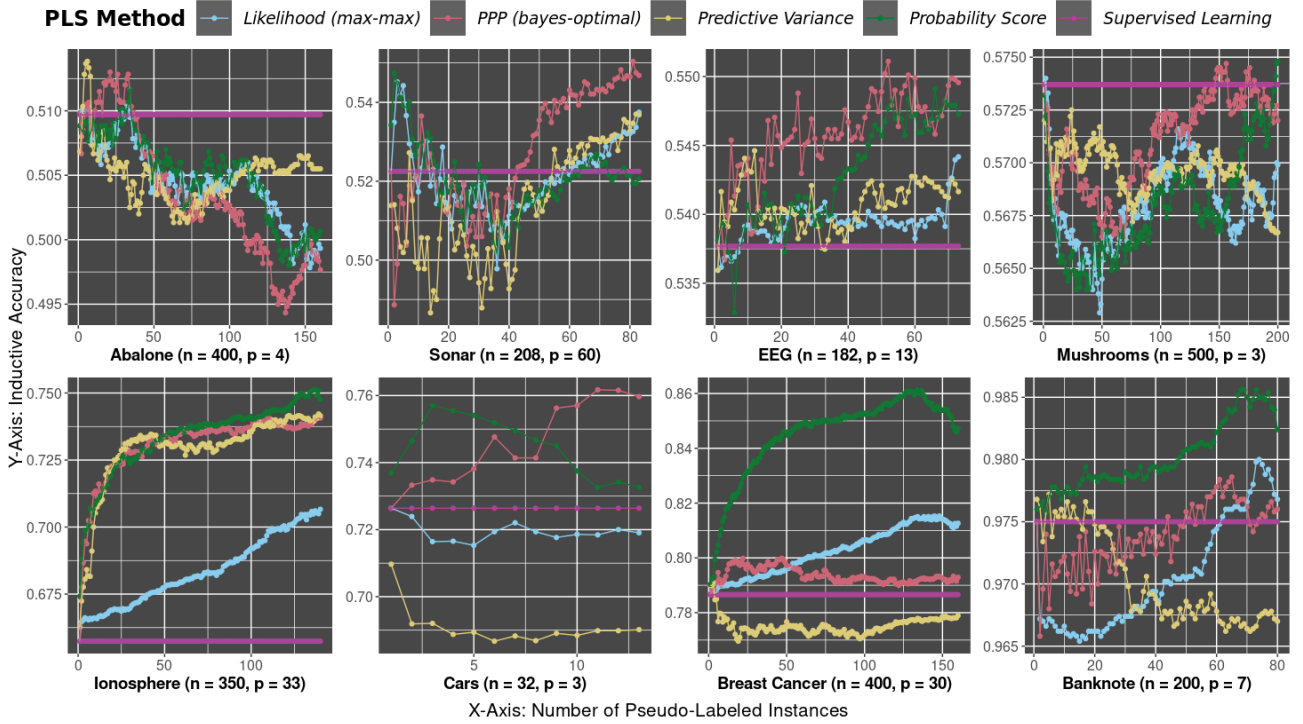 PLS Method Likelihood (max-max) PPP (bayes-optimal) Predictive Variance Probability Score Supervised Learning
Y-Axis: Inductive Accuracy
0.510
0.505
0.500
0.495
0 50 100 150
Abalone (n = 400, p = 4)
0.54
0.52
0.50
0 20 40 60 80
Sonar (n = 208, p = 60)
0.550
0.545
0.540
0.535
0 20 40 60
EEG (n = 182, p = 13)
0.5750
0.5725
0.5700
0.5675
0.5650
0.5625
0 50 100 150 200
Mushrooms (n = 500, p = 3)
0.750
0.725
0.700
0.675
0 50 100
Ionosphere (n = 350, p = 33)
0.76
0.74
0.72
0.70
5 10
Cars (n = 32, p = 3)
0.86
0.84
0.82
0.80
0.78
0 50 100 150
Breast Cancer (n = 400, p = 30)
0.985
0.980
0.975
0.970
0.965
0 20 40 60 80
Banknote (n = 200, p = 7)
X-Axis: Number of Pseudo-Labeled Instances